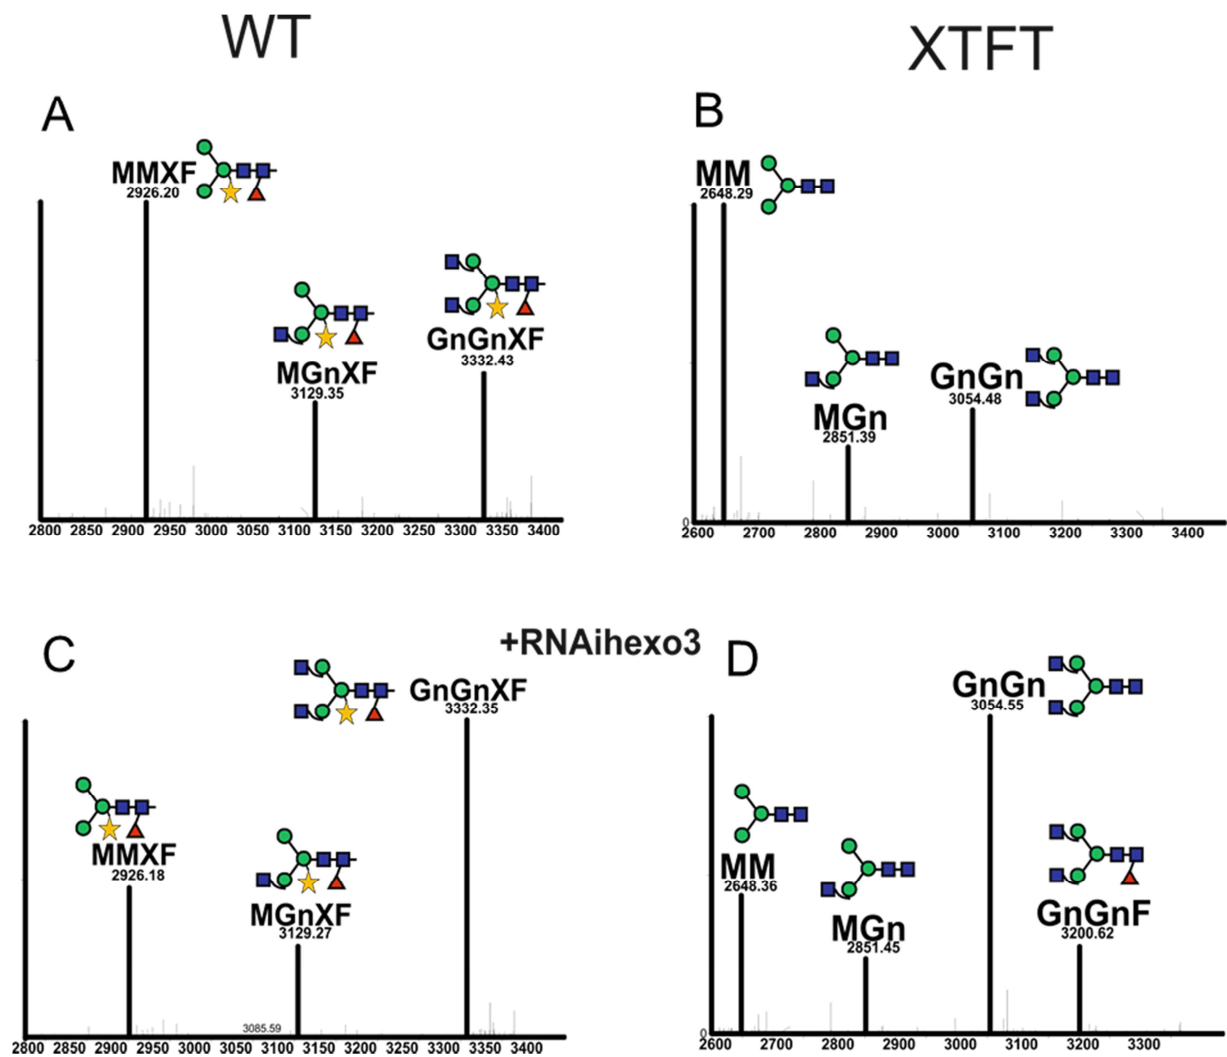 WT
XTFT
A
MMXF
2926.20
MGnXF
3129.35
GnGnXF
3332.43
2800 2850 2900 2950 3000 3050 3100 3150 3200 3250 3300 3350 3400
B
MM
2648.29
MGn
2851.39
GnGn
3054.48
0
2600 2700 2800 2900 3000 3100 3200 3300 3400
+RNAihexo3
C
MMXF
2926.18
MGnXF
3129.27
GnGnXF
3332.35
3085.59
2800 2850 2900 2950 3000 3050 3100 3150 3200 3250 3300 3350 3400
D
MM
2648.36
MGn
2851.45
GnGn
3054.55
GnGnF
3200.62
0
2600 2700 2800 2900 3000 3100 3200 3300